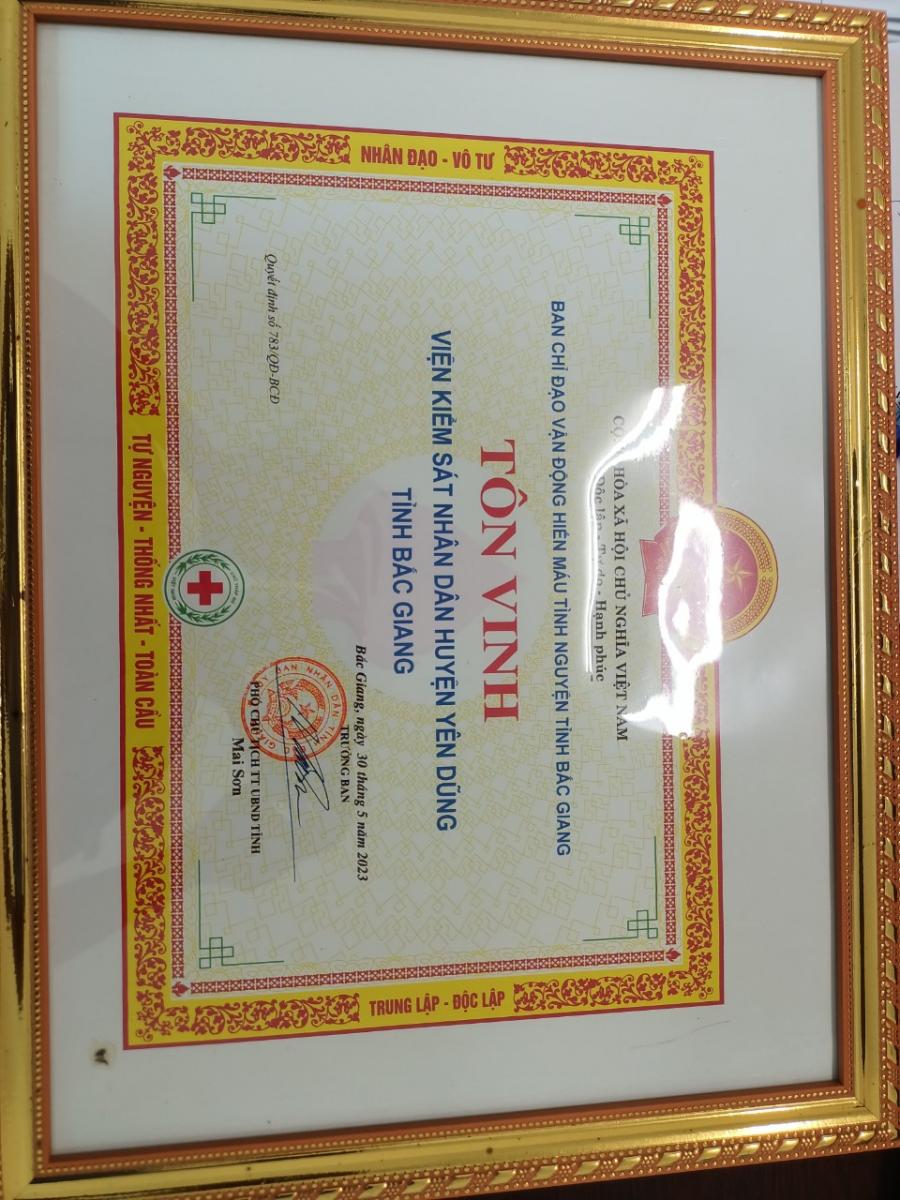 CỘNG HÒA XÃ HỘI CHỦ NGHĨA VIỆT NAM
Độc lập - Tự do - Hạnh phúc
BAN CHỈ ĐẠO VẬN ĐỘNG HIẾN MÁU TÌNH NGUYỆN TỈNH BẮC GIANG
TÔN VINH
VIỆN KIỂM SÁT NHÂN DÂN HUYỆN YÊN DŨNG
TỈNH BẮC GIANG
Bắc Giang, ngày 30 tháng 5 năm 2023
TRƯỞNG BAN
PHÓ CHỦ TỊCH TT UBND TỈNH
Mai Sơn
Quyết định số 783/QĐ-BCĐ
NHÂN ĐẠO - VÔ TƯ
TRUNG LẬP - ĐỘC LẬP
TỰ NGUYỆN - THỐNG NHẤT - TOÀN CẦU